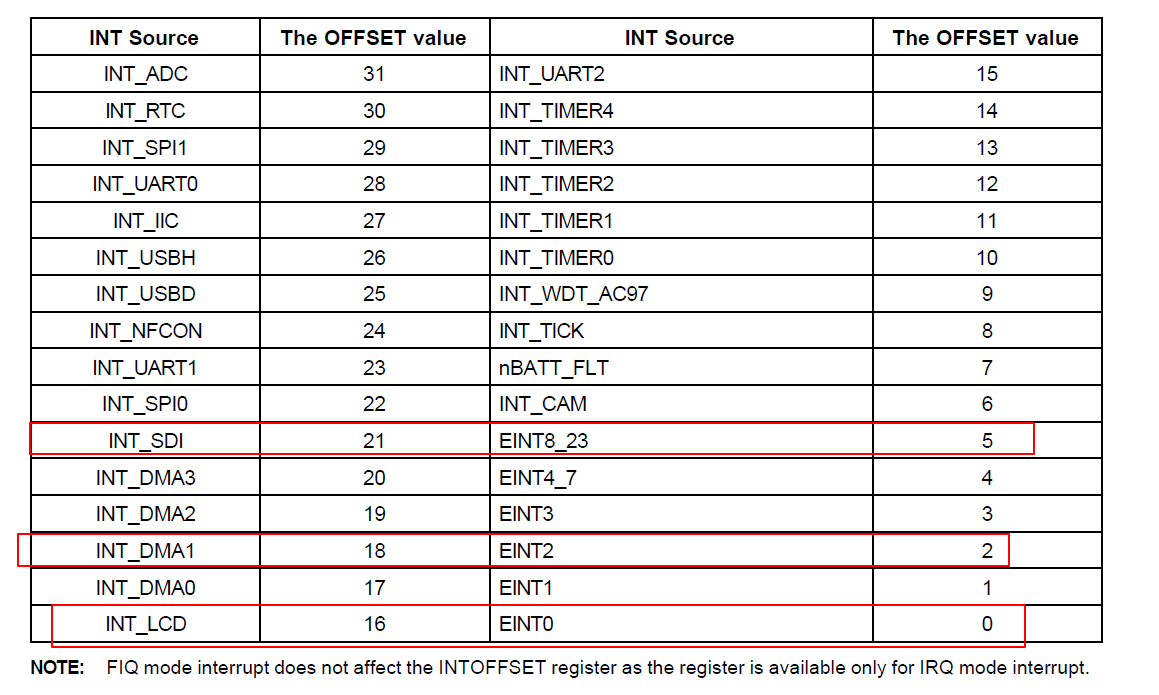 INT Source The OFFSET value INT Source The OFFSET value
INT_ADC 31 INT_UART2 15
INT_RTC 30 INT_TIMER4 14
INT_SPI1 29 INT_TIMER3 13
INT_UART0 28 INT_TIMER2 12
INT_IIC 27 INT_TIMER1 11
INT_USBH 26 INT_TIMER0 10
INT_USBD 25 INT_WDT_AC97 9
INT_NFCON 24 INT_TICK 8
INT_UART1 23 nBATT_FLT 7
INT_SPI0 22 INT_CAM 6
INT_SDI 21 EINT8_23 5
INT_DMA3 20 EINT4_7 4
INT_DMA2 19 EINT3 3
INT_DMA1 18 EINT2 2
INT_DMA0 17 EINT1 1
INT_LCD 16 EINT0 0
NOTE: FIQ mode interrupt does not affect the INTOFFSET register as the register is available only for IRQ mode interrupt.